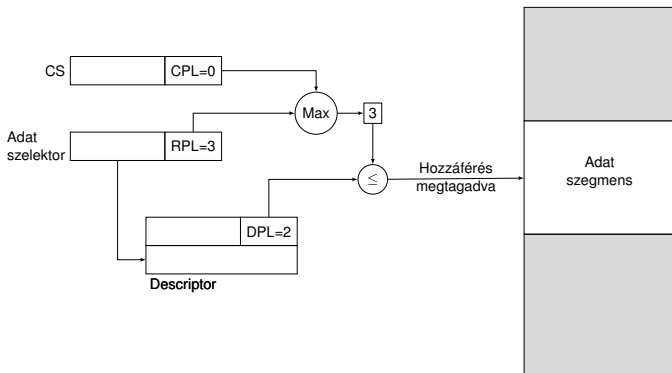 CS
CPL=0
Max
3
Adat
szelektor
RPL=3
Hozzáférés
megtagadva
≤
Adat
szegmens
DPL=2
Descriptor